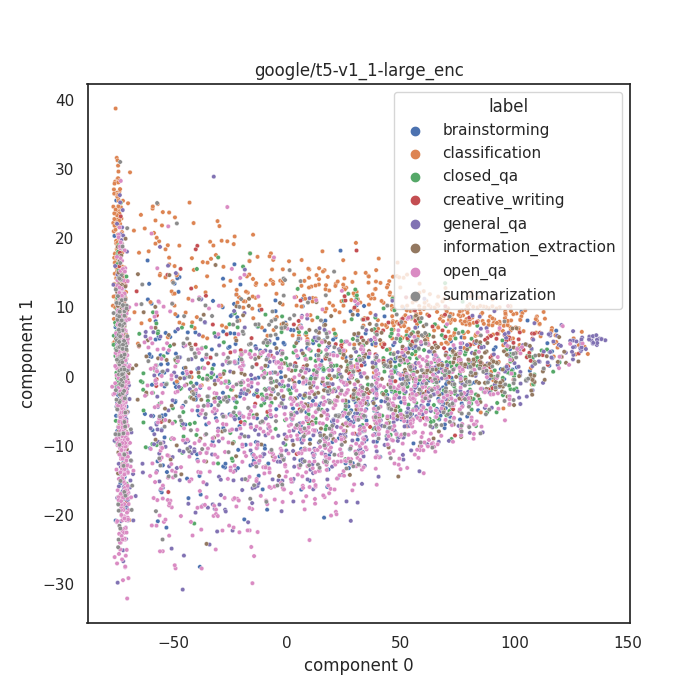 google/t5-v1_1-large_enc
label
brainstorming
classification
closed_qa
creative_writing
general_qa
information_extraction
open_qa
summarization
component 1
40
30
20
10
0
−10
−20
−30
−50
0
50
100
150
component 0